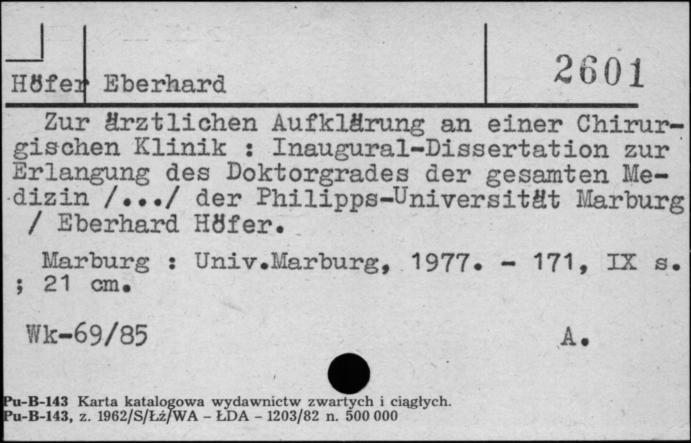 2601
Höfer Eberhard
Zur ärztlichen Aufklärung an einer Chirur-
gischen Klinik : Inaugural-Dissertation zur
Erlangung des Doktorgrades der gesamten Me-
dizin /.../ der Philipps-Universität Marburg
/ Eberhard Höfer.
Marburg : Univ.Marburg, 1977. - 171, IX s.
; 21 cm.
Wk-69/85 A.
Pu-B-143 Karta katalogowa wydawnictw zwartych i ciągłych.
Pu-B-143, z. 1962/S/Łż/WA - ŁDA - 1203/82 n. 500 000